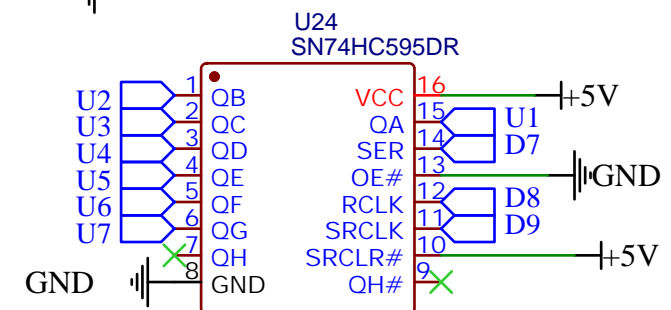 U24
SN74HC595DR
U2 1 QB VCC 16 +5V
U3 2 QC QA 15 U1
U4 3 QD SER 14 D7
U5 4 QE OE# 13 GND
U6 5 QF RCLK 12 D8
U7 6 QG SRCLK 11 D9
7 QH SRCLR# 10 +5V
GND 8 GND QH# 9